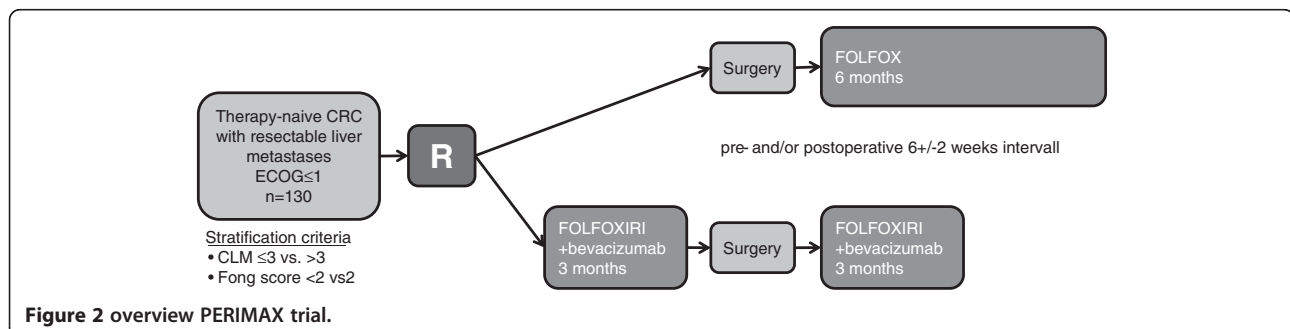 Therapy-naive CRC
with resectable liver
metastases
ECOG≤1
n=130
Stratification criteria
• CLM ≤3 vs. >3
• Fong score <2 vs2
R
Surgery
FOLFOX
6 months
pre- and/or postoperative 6+/-2 weeks intervall
FOLFOXIRI
+bevacizumab
3 months
Surgery
FOLFOXIRI
+bevacizumab
3 months
Figure 2 overview PERIMAX trial.